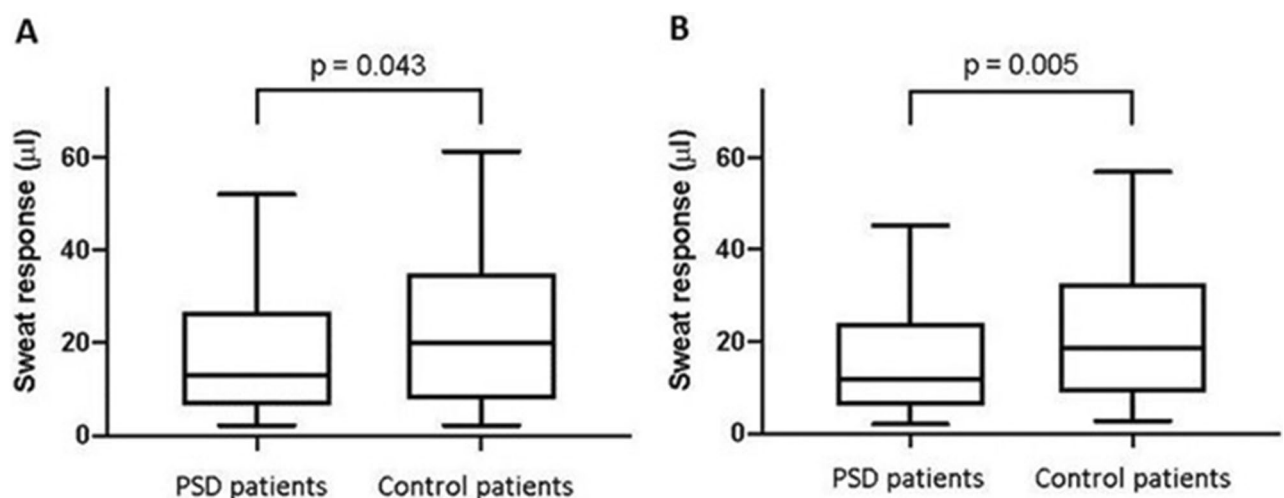 A
p = 0.043
Sweat response (μl)
60
40
20
0
PSD patients
Control patients
B
p = 0.005
Sweat response (μl)
60
40
20
0
PSD patients
Control patients